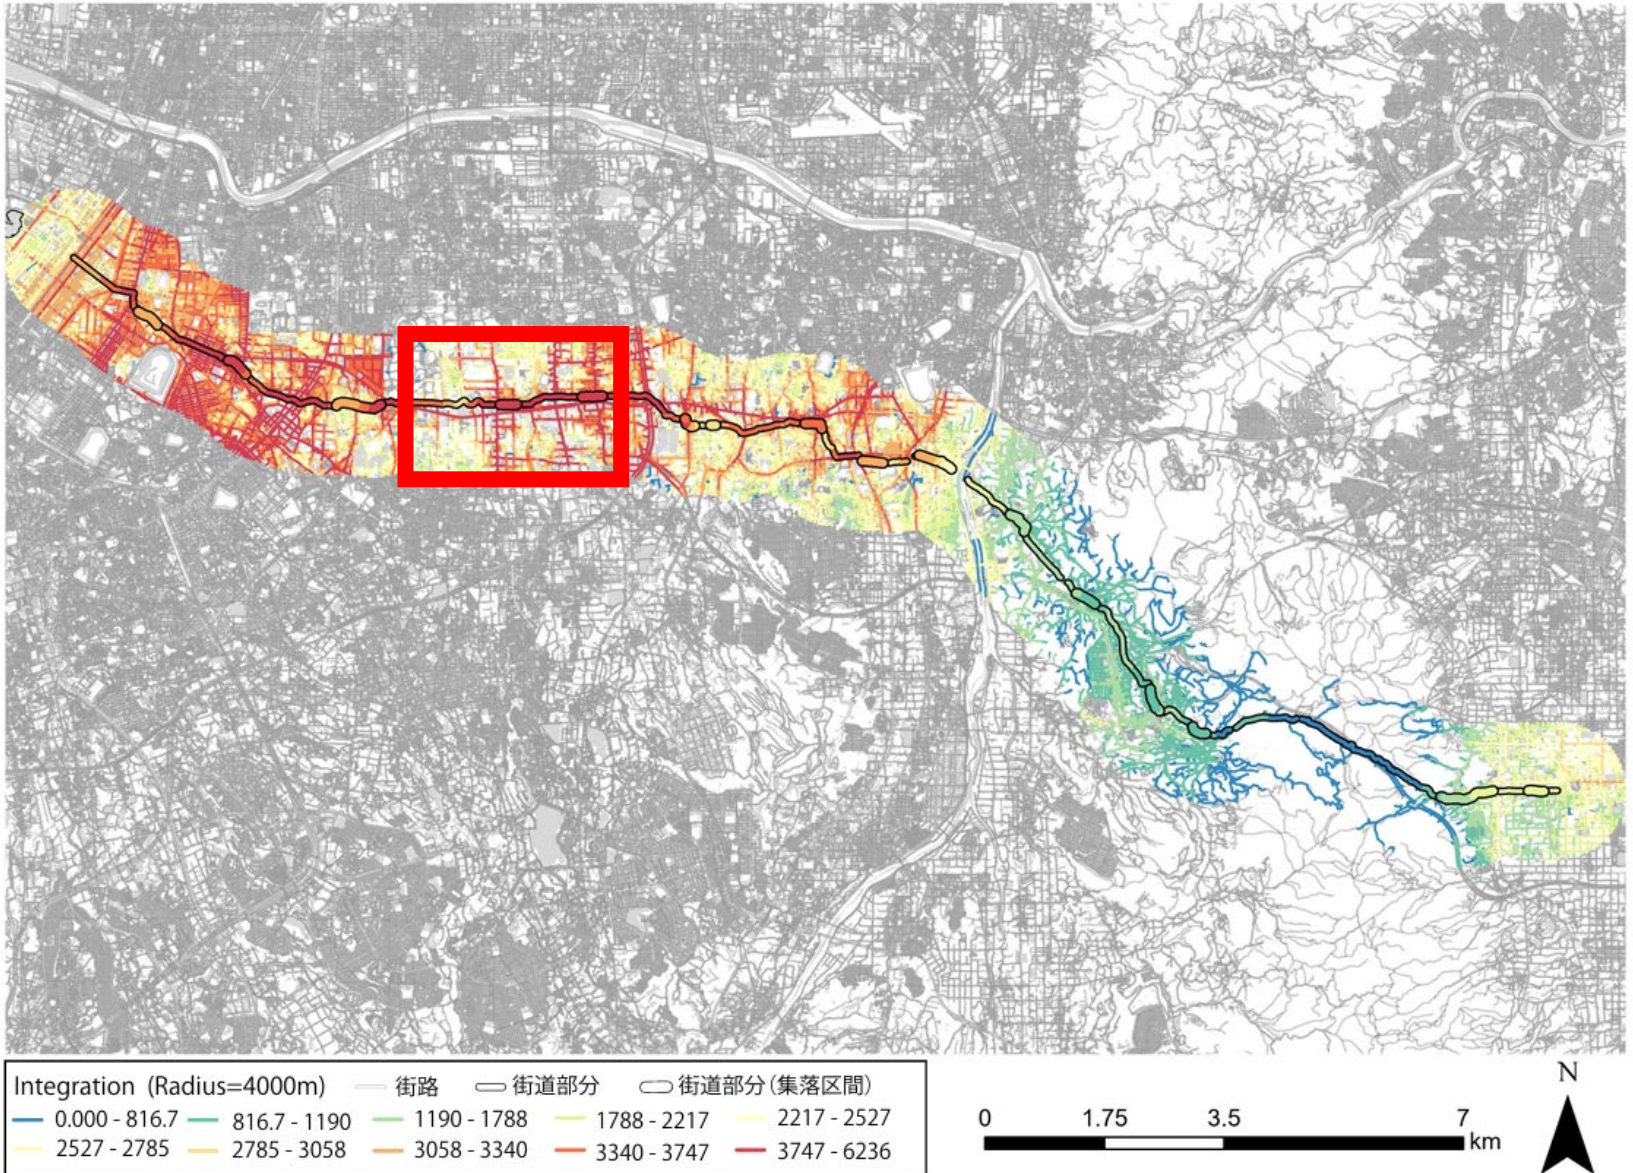 Integration (Radius=4000m) 街路 街道部分 街道部分(集落区間)
0.000 - 816.7 816.7 - 1190 1190 - 1788 1788 - 2217 2217 - 2527
2527 - 2785 2785 - 3058 3058 - 3340 3340 - 3747 3747 - 6236
0 1.75 3.5 7
km
N